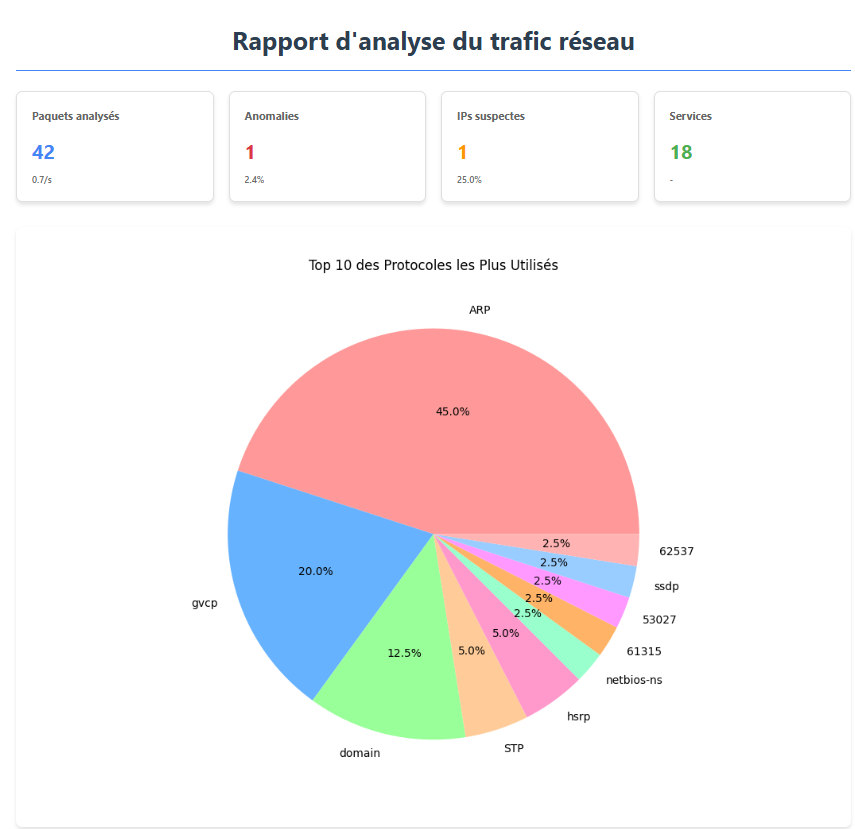 Rapport d'analyse du trafic réseau
Paquets analysés
42
0.7/s
Anomalies
1
2.4%
IPs suspectes
1
25.0%
Services
18
-
Top 10 des Protocoles les Plus Utilisés
ARP
45.0%
gvcp
20.0%
domain
12.5%
STP
5.0%
hsrp
5.0%
netbios-ns
2.5%
61315
2.5%
53027
2.5%
ssdp
2.5%
62537
2.5%